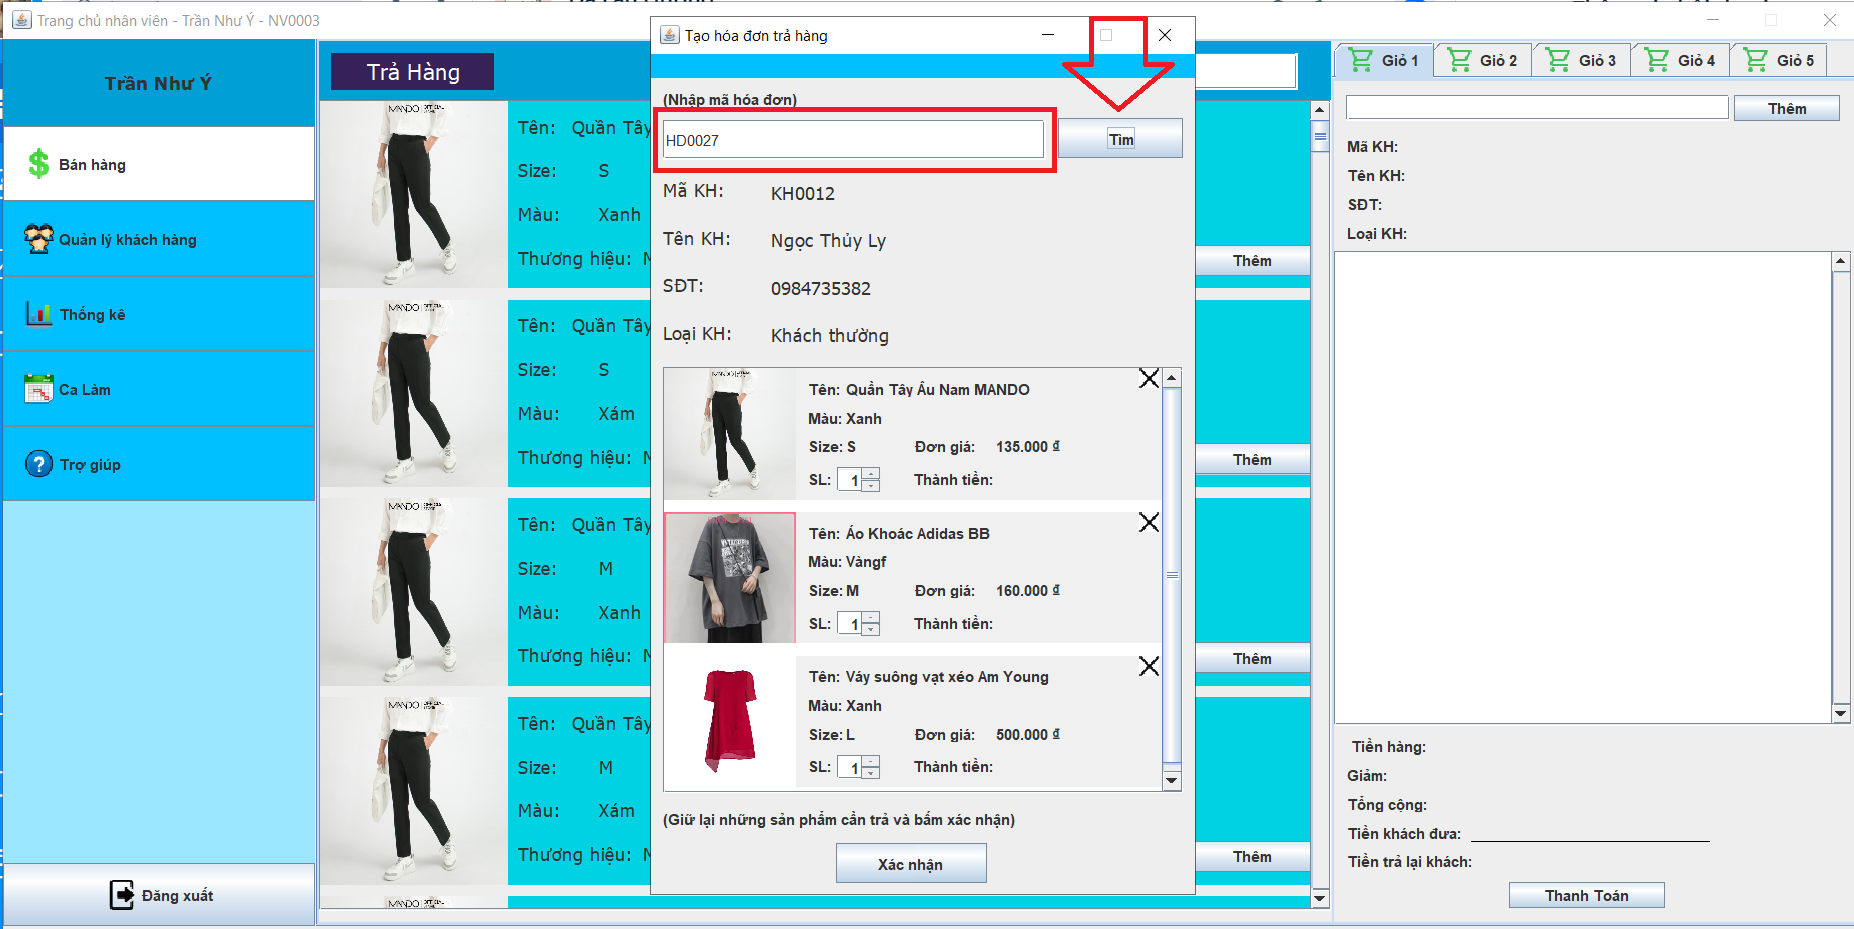 Trang chủ nhân viên - Trần Như Ý - NV0003
Trần Như Ý
Bán hàng
Quản lý khách hàng
Thống kê
Ca Làm
Trợ giúp
Đăng xuất
Trả Hàng
MANDO
Tên: Quần Tây
Size: S
Màu: Xanh
Thương hiệu:
Thêm
MANDO
Tên: Quần Tây
Size: S
Màu: Xám
Thương hiệu:
Thêm
MANDO
Tên: Quần Tây
Size: M
Màu: Xanh
Thương hiệu:
Thêm
MANDO
Tên: Quần Tây
Size: M
Màu: Xám
Thương hiệu:
Thêm
MANDO
Tạo hóa đơn trả hàng
(Nhập mã hóa đơn)
HD0027
Tìm
Mã KH: KH0012
Tên KH: Ngọc Thủy Ly
SĐT: 0984735382
Loại KH: Khách thường
MANDO
Tên: Quần Tây Âu Nam MANDO
Màu: Xanh
Size: S Đơn giá: 135.000 ₫
SL: 1 Thành tiền:
Tên: Áo Khoác Adidas BB
Màu: Vàngf
Size: M Đơn giá: 160.000 ₫
SL: 1 Thành tiền:
Tên: Váy suông vạt xéo Am Young
Màu: Xanh
Size: L Đơn giá: 500.000 ₫
SL: 1 Thành tiền:
(Giữ lại những sản phẩm cần trả và bấm xác nhận)
Xác nhận
Giỏ 1
Giỏ 2
Giỏ 3
Giỏ 4
Giỏ 5
Thêm
Mã KH:
Tên KH:
SĐT:
Loại KH:
Tiền hàng:
Giảm:
Tổng cộng:
Tiền khách đưa:
Tiền trả lại khách:
Thanh Toán